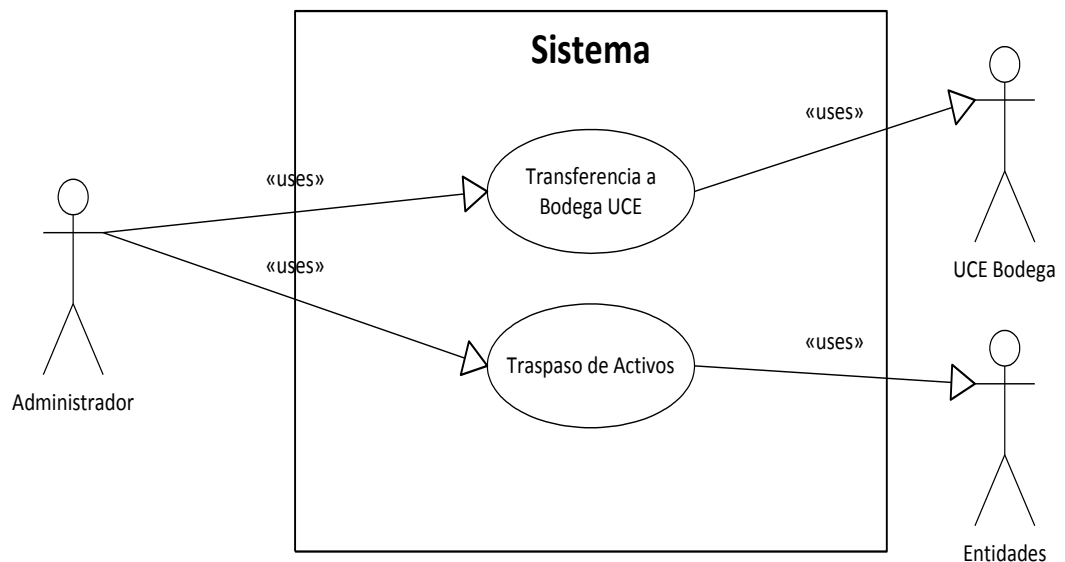 Sistema
«uses»
«uses»
Transferencia a
Bodega UCE
UCE Bodega
«uses»
«uses»
Traspaso de Activos
Administrador
Entidades